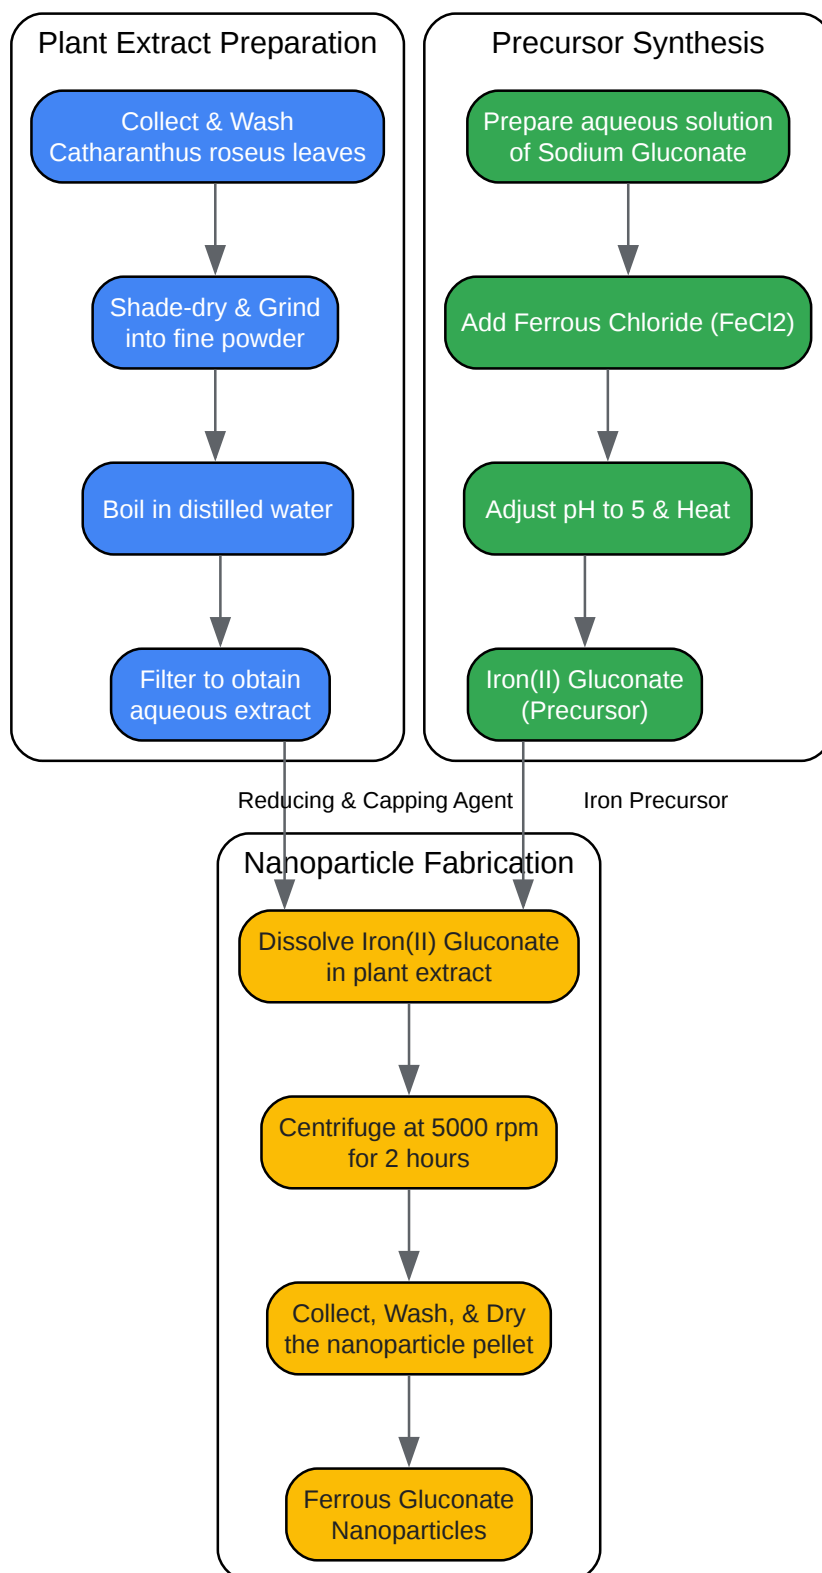 Plant Extract Preparation
Collect & Wash
Catharanthus roseus leaves
Shade-dry & Grind
into fine powder
Boil in distilled water
Filter to obtain
aqueous extract
Precursor Synthesis
Prepare aqueous solution
of Sodium Gluconate
Add Ferrous Chloride (FeCl2)
Adjust pH to 5 & Heat
Iron(II) Gluconate
(Precursor)
Reducing & Capping Agent
Iron Precursor
Nanoparticle Fabrication
Dissolve Iron(II) Gluconate
in plant extract
Centrifuge at 5000 rpm
for 2 hours
Collect, Wash, & Dry
the nanoparticle pellet
Ferrous Gluconate
Nanoparticles